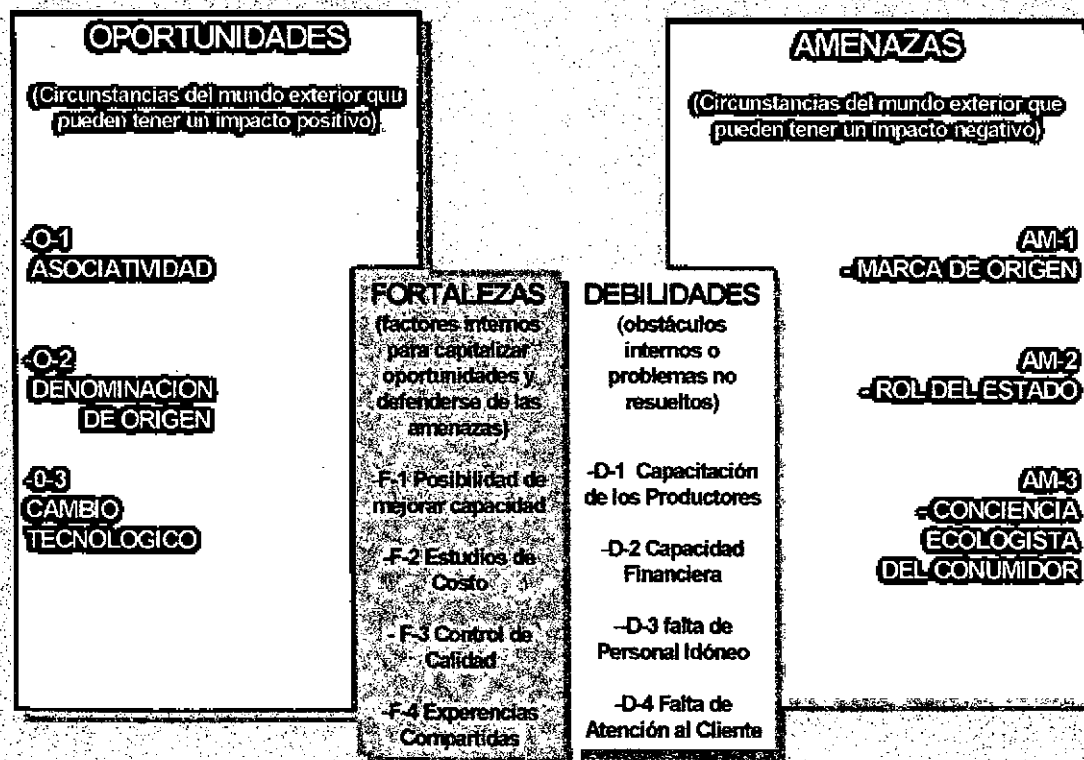 OPORTUNIDADES
(Circunstancias del mundo exterior quu
pueden tener un impacto positivo)
-O-1
ASOCIATIVIDAD
-O-2
DENOMINACION
DE ORIGEN
-O-3
CAMBIO
TECNOLOGICO
FORTALEZAS
(factores internos
para capitalizar
oportunidades y
defenderse de las
amenazas)
-F-1 Posibilidad de
mejorar capacidad
-F-2 Estudios de
Costo
- F-3 Control de
Calidad
-F-4 Experencias
Compartidas
DEBILIDADES
(obstáculos
internos o
problemas no
resueltos)
-D-1 Capacitación
de los Productores
-D-2 Capacidad
Financiera
--D-3 falta de
Personal Idóneo
-D-4 Falta de
Atención al Cliente
AMENAZAS
(Circunstancias del mundo exterior que
pueden tener un impacto negativo)
AM-1
- MARCA DE ORIGEN
AM-2
- ROL DEL ESTADO
AM-3
- CONCIENCIA
ECOLOGISTA
DEL CONUMIDOR